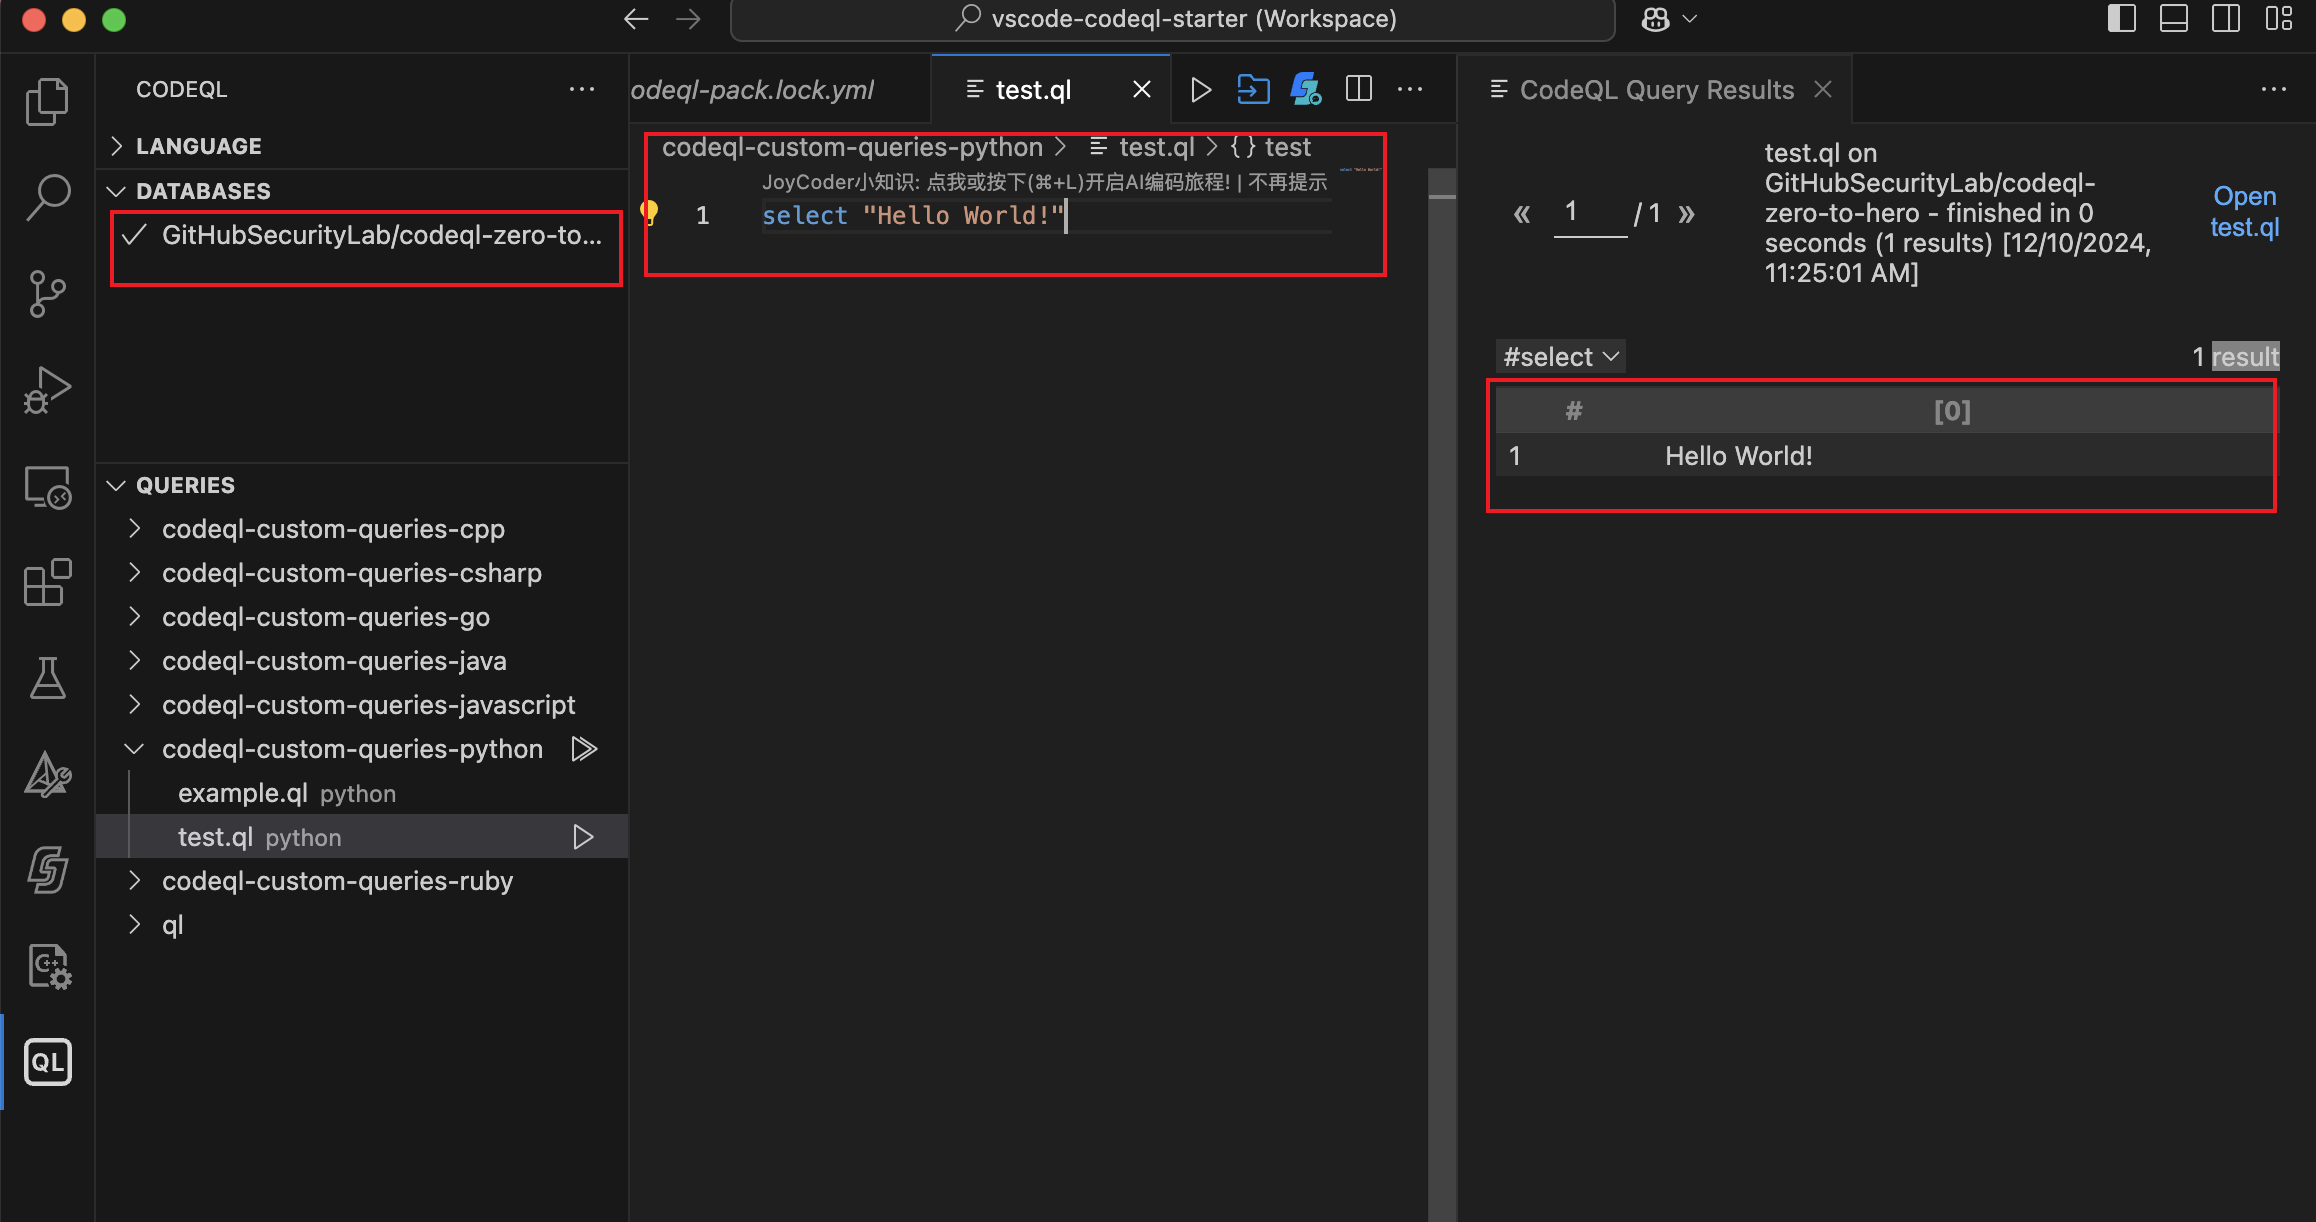 vscode-codeql-starter (Workspace)
CODEQL
LANGUAGE
DATABASES
GitHubSecurityLab/codeql-zero-to...
QUERIES
codeql-custom-queries-cpp
codeql-custom-queries-csharp
codeql-custom-queries-go
codeql-custom-queries-java
codeql-custom-queries-javascript
codeql-custom-queries-python
example.ql python
test.ql python
codeql-custom-queries-ruby
ql
QL
odeql-pack.lock.yml
test.ql
codeql-custom-queries-python > test.ql > {} test
JoyCoder小知识: 点我或按下(⌘+L)开启AI编码旅程! | 不再提示
1 select "Hello World!"
CodeQL Query Results
« 1 / 1 »
test.ql on
GitHubSecurityLab/codeql-
zero-to-hero - finished in 0
seconds (1 results) [12/10/2024,
11:25:01 AM]
Open
test.ql
#select
1 result
# [0]
1 Hello World!